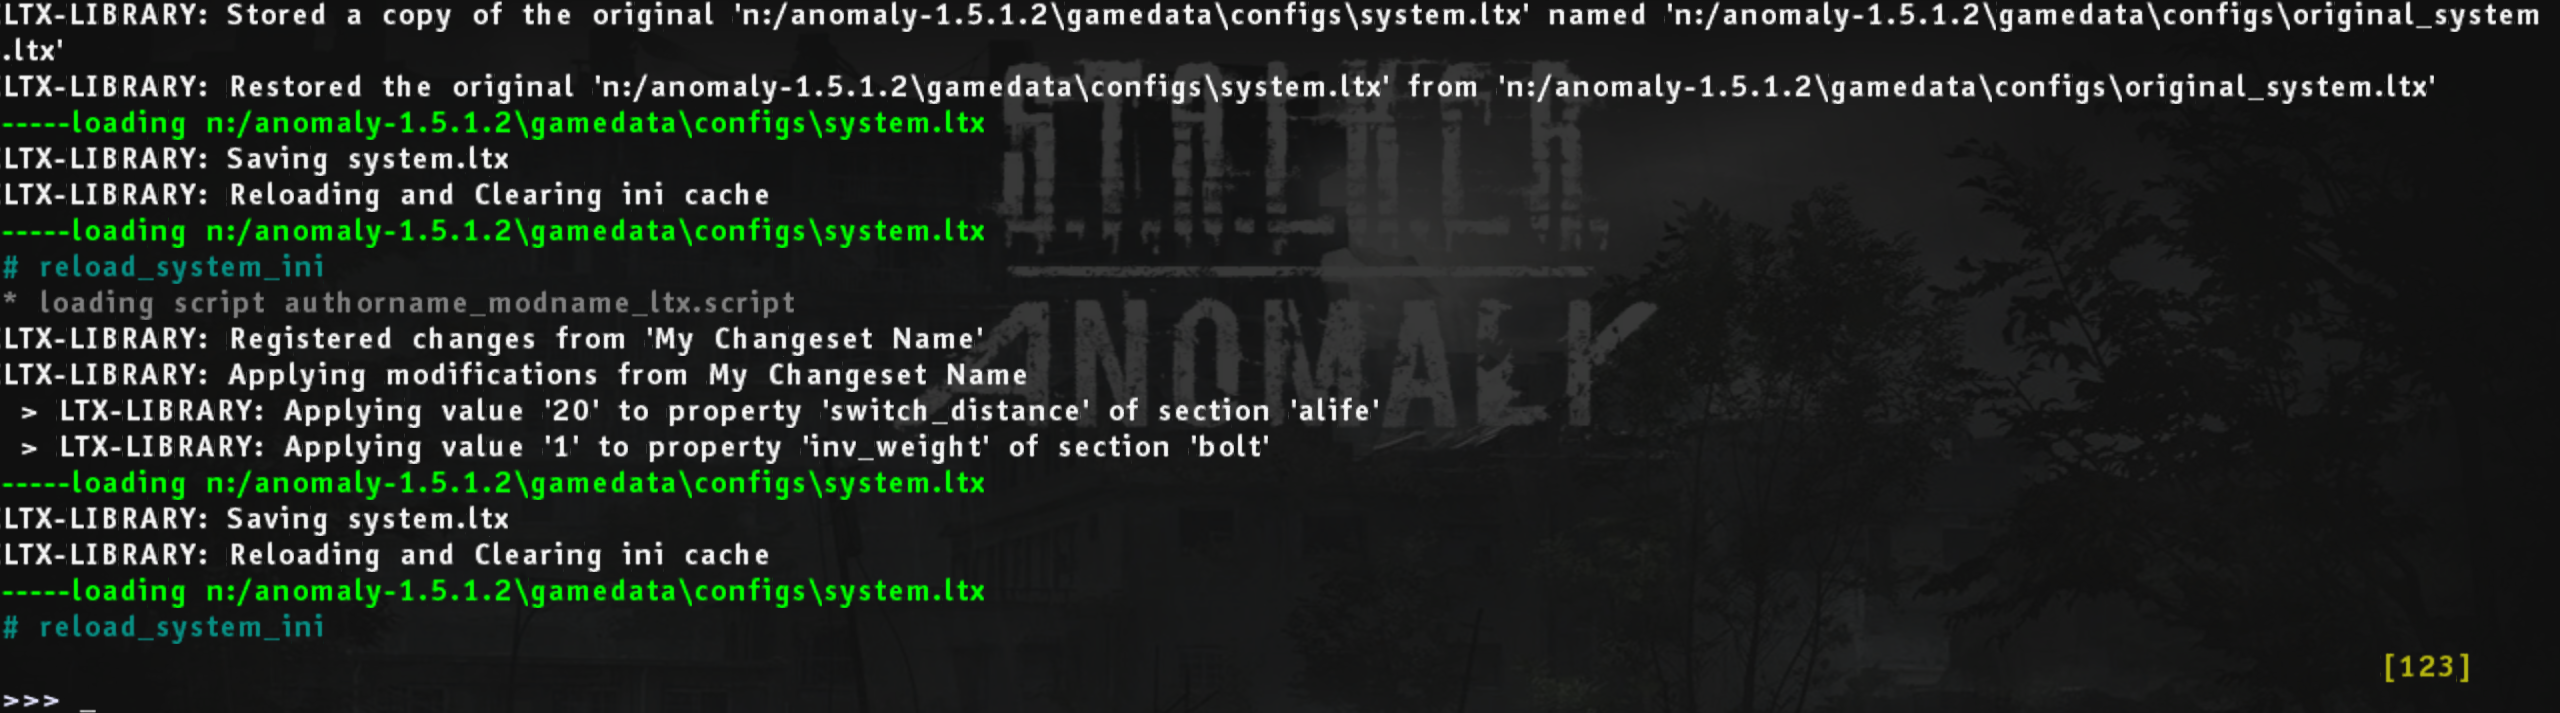 LTX-LIBRARY: Stored a copy of the original 'n:/anomaly-1.5.1.2\gamedata\configs\system.ltx' named 'n:/anomaly-1.5.1.2\gamedata\configs\original_system
.ltx'
LTX-LIBRARY: Restored the original 'n:/anomaly-1.5.1.2\gamedata\configs\system.ltx' from 'n:/anomaly-1.5.1.2\gamedata\configs\original_system.ltx'
-----loading n:/anomaly-1.5.1.2\gamedata\configs\system.ltx
LTX-LIBRARY: Saving system.ltx
LTX-LIBRARY: Reloading and Clearing ini cache
-----loading n:/anomaly-1.5.1.2\gamedata\configs\system.ltx
# reload_system_ini
* loading script authorname_modname_ltx.script
LTX-LIBRARY: Registered changes from 'My Changeset Name'
LTX-LIBRARY: Applying modifications from My Changeset Name
 > LTX-LIBRARY: Applying value '20' to property 'switch_distance' of section 'alife'
 > LTX-LIBRARY: Applying value '1' to property 'inv_weight' of section 'bolt'
-----loading n:/anomaly-1.5.1.2\gamedata\configs\system.ltx
LTX-LIBRARY: Saving system.ltx
LTX-LIBRARY: Reloading and Clearing ini cache
-----loading n:/anomaly-1.5.1.2\gamedata\configs\system.ltx
# reload_system_ini
[123]
>>> _
S.T.A.L.K.E.R.
ANOMALY